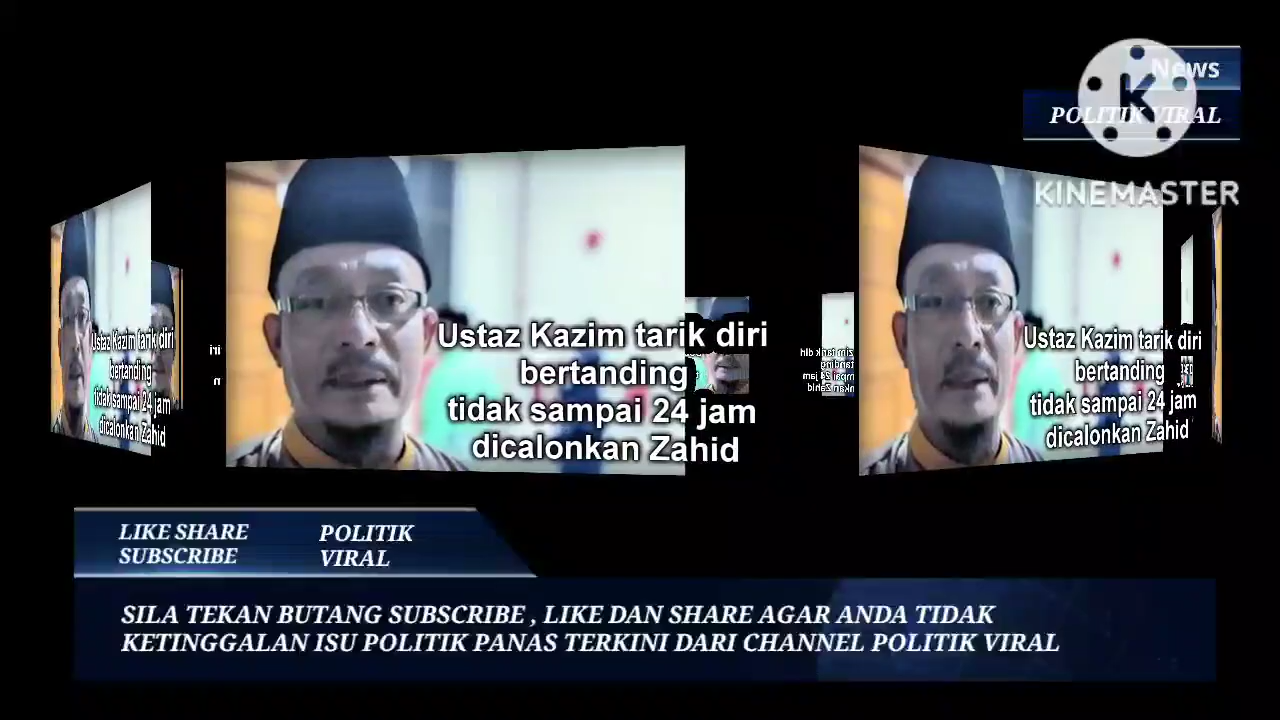 News
POLITIK VIRAL
KINEMASTER
Ustaz Kazim tarik diri
bertanding
tidak sampai 24 jam
dicalonkan Zahid
Ustaz Kazim tarik diri
bertanding
tidak sampai 24 jam
dicalonkan Zahid
Ustaz Kazim tarik diri
bertanding
tidak sampai 24 jam
dicalonkan Zahid
LIKE SHARE
SUBSCRIBE
POLITIK
VIRAL
SILA TEKAN BUTANG SUBSCRIBE , LIKE DAN SHARE AGAR ANDA TIDAK
KETINGGALAN ISU POLITIK PANAS TERKINI DARI CHANNEL POLITIK VIRAL